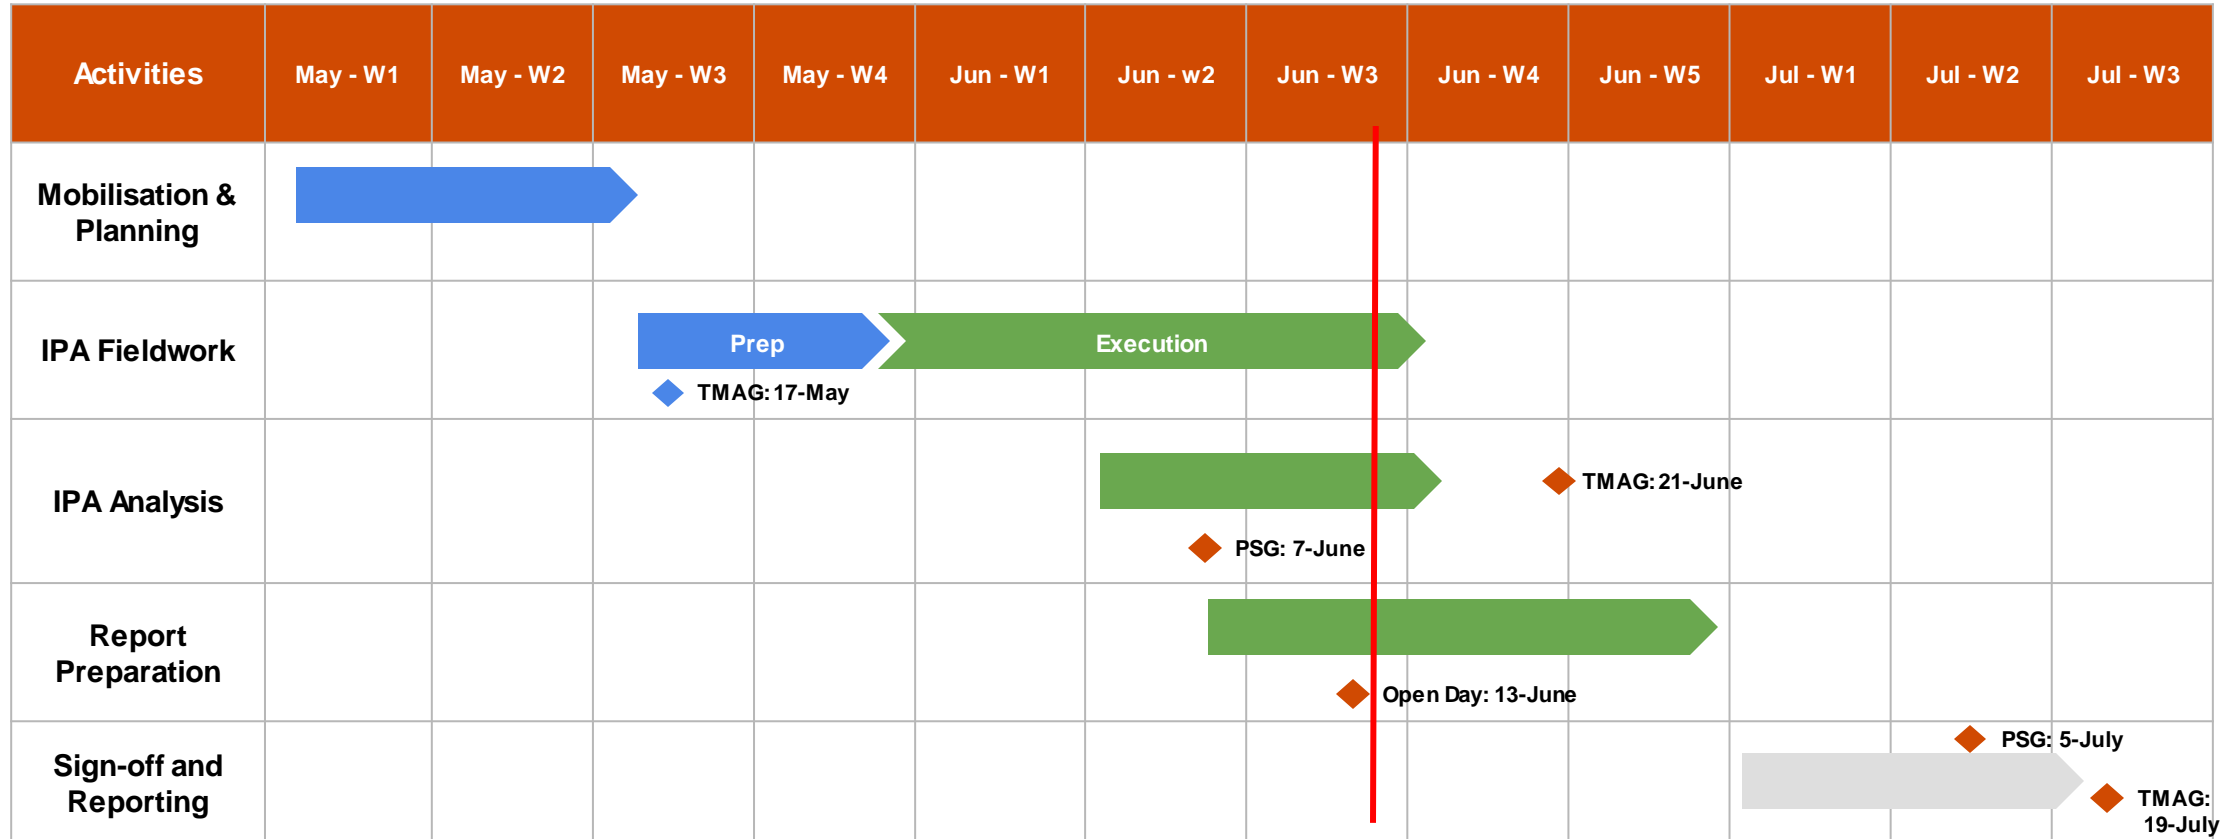 Activities
May - W1
May - W2
May - W3
May - W4
Jun - W1
Jun - w2
Jun - W3
Jun - W4
Jun - W5
Jul - W1
Jul - W2
Jul - W3
Mobilisation &
Planning
IPA Fieldwork
Prep
Execution
TMAG: 17-May
IPA Analysis
TMAG: 21-June
PSG: 7-June
Report
Preparation
Open Day: 13-June
Sign-off and
Reporting
PSG: 5-July
TMAG:
19-July